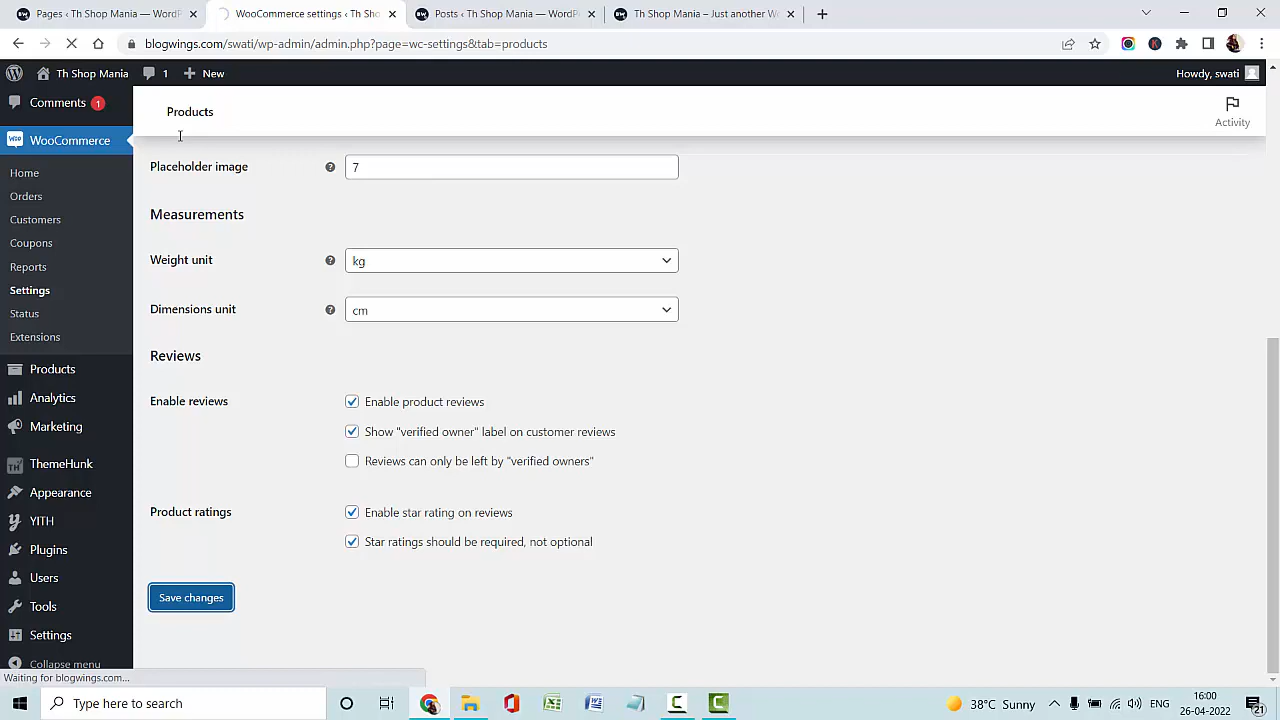 Pages ‹ Th Shop Mania — WordP
WooCommerce settings ‹ Th Sho
Posts ‹ Th Shop Mania — WordP
Th Shop Mania – Just another W
blogwings.com/swati/wp-admin/admin.php?page=wc-settings&tab=products
Th Shop Mania
1
New
Howdy, swati
Comments 1
Products
Activity
WooCommerce
Home
Orders
Customers
Coupons
Reports
Settings
Status
Extensions
Products
Analytics
Marketing
ThemeHunk
Appearance
YITH
Plugins
Users
Tools
Settings
Collapse menu
Placeholder image
7
Measurements
Weight unit
kg
Dimensions unit
cm
Reviews
Enable reviews
Enable product reviews
Show "verified owner" label on customer reviews
Reviews can only be left by "verified owners"
Product ratings
Enable star rating on reviews
Star ratings should be required, not optional
Save changes
Waiting for blogwings.com...
Type here to search
38°C Sunny
ENG
16:00
26-04-2022
21